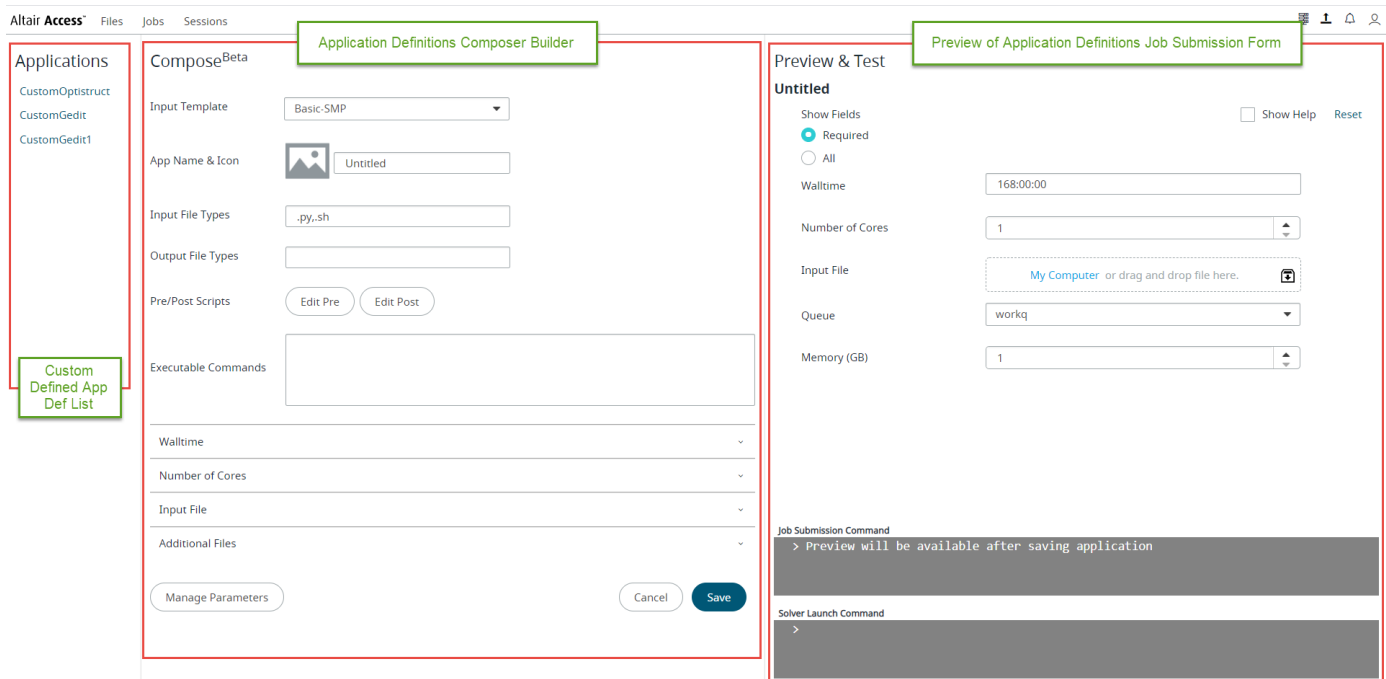 Altair Access™ Files Jobs Sessions
Application Definitions Composer Builder
Preview of Application Definitions Job Submission Form
Applications
CustomOptistruct
CustomGedit
CustomGedit1
Custom
Defined App
Def List
ComposeBeta
Input Template Basic-SMP
App Name & Icon Untitled
Input File Types .py,.sh
Output File Types
Pre/Post Scripts Edit Pre Edit Post
Executable Commands
Walltime
Number of Cores
Input File
Additional Files
Manage Parameters Cancel Save
Preview & Test
Untitled
Show Fields Show Help Reset
Required
All
Walltime 168:00:00
Number of Cores 1
Input File My Computer or drag and drop file here.
Queue workq
Memory (GB) 1
Job Submission Command
> Preview will be available after saving application
Solver Launch Command
>